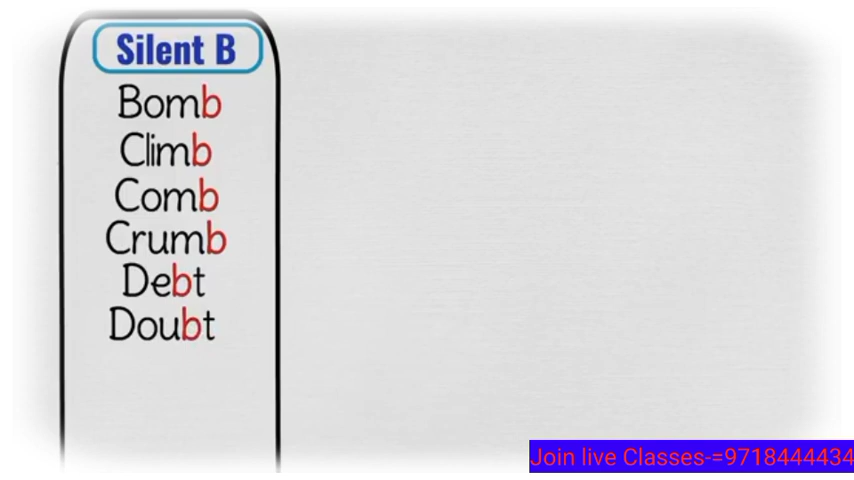 Silent B
Bomb
Climb
Comb
Crumb
Debt
Doubt
Join live Classes-=9718444434